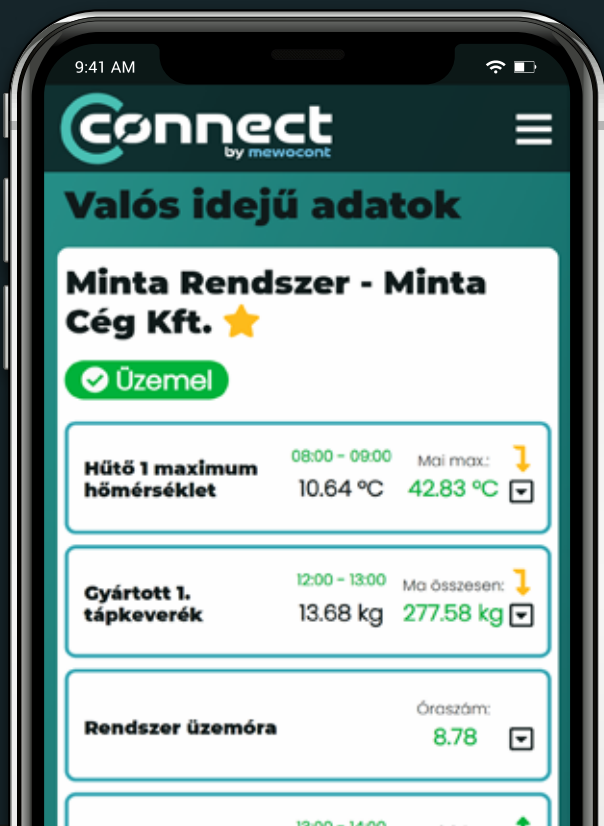 9:41 AM
connect
by mewocont
Valós idejű adatok
Minta Rendszer - Minta
Cég Kft.
Üzemel
Hűtő 1 maximum
hőmérséklet
08:00 - 09:00
10.64 °C
Mai max.:
42.83 °C
Gyártott 1.
tápkeverék
12:00 - 13:00
13.68 kg
Ma összesen:
277.58 kg
Rendszer üzemóra
Óraszám:
8.78
13:00 - 14:00